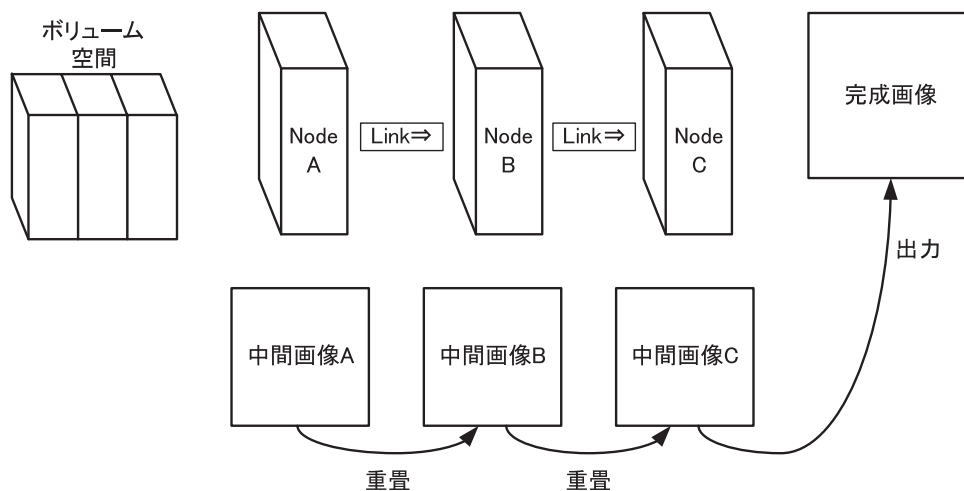 ボリューム
空間
Node
A
Link⇒
Node
B
Link⇒
Node
C
完成画像
出力
中間画像A
中間画像B
中間画像C
重畳
重畳